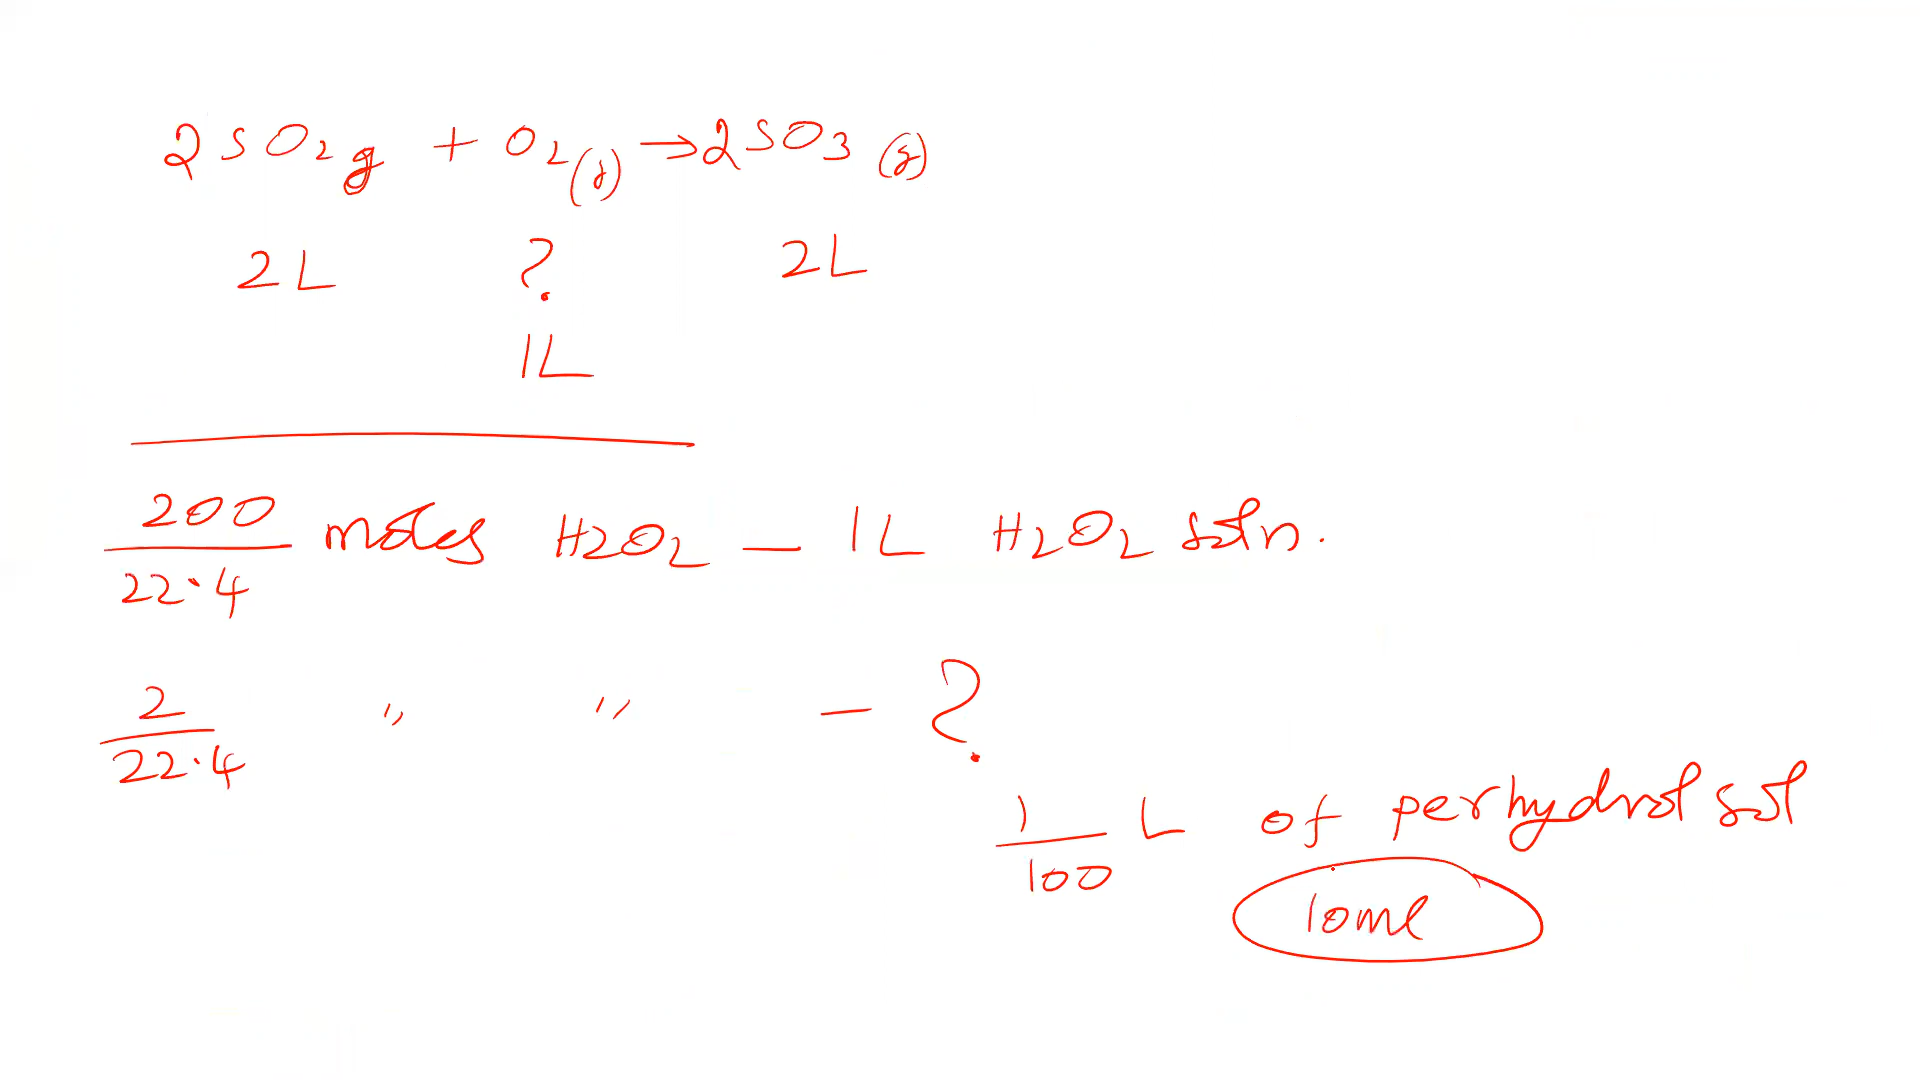 2SO2 g + O2 (g) → 2SO3 (g)
2L ? 2L
1L
200/22.4 moles H2O2 — 1L H2O2 soln.
2/22.4 " " — ?
1/100 L of perhydrol sol
10ml